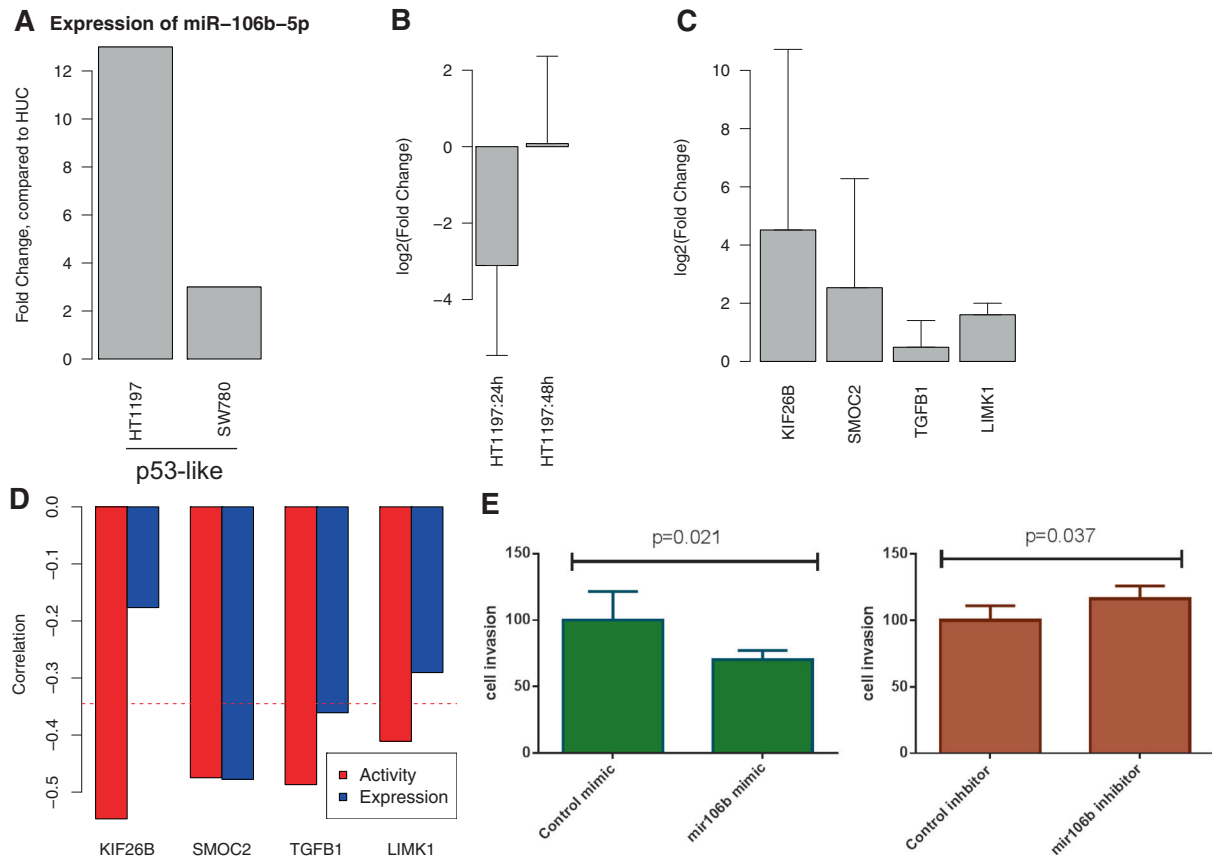 A Expression of miR−106b−5p
Fold Change, compared to HUC
12
10
8
6
4
2
0
HT1197
SW780
p53-like
B
log2(Fold Change)
2
0
−2
−4
HT1197:24h
HT1197:48h
C
log2(Fold Change)
10
8
6
4
2
0
KIF26B
SMOC2
TGFB1
LIMK1
D
Correlation
0.0
−0.1
−0.2
−0.3
−0.4
−0.5
Activity
Expression
KIF26B
SMOC2
TGFB1
LIMK1
E
p=0.021
cell invasion
150
100
50
0
Control mimic
mir106b mimic
p=0.037
cell invasion
150
100
50
0
Control inhbitor
mir106b inhibitor